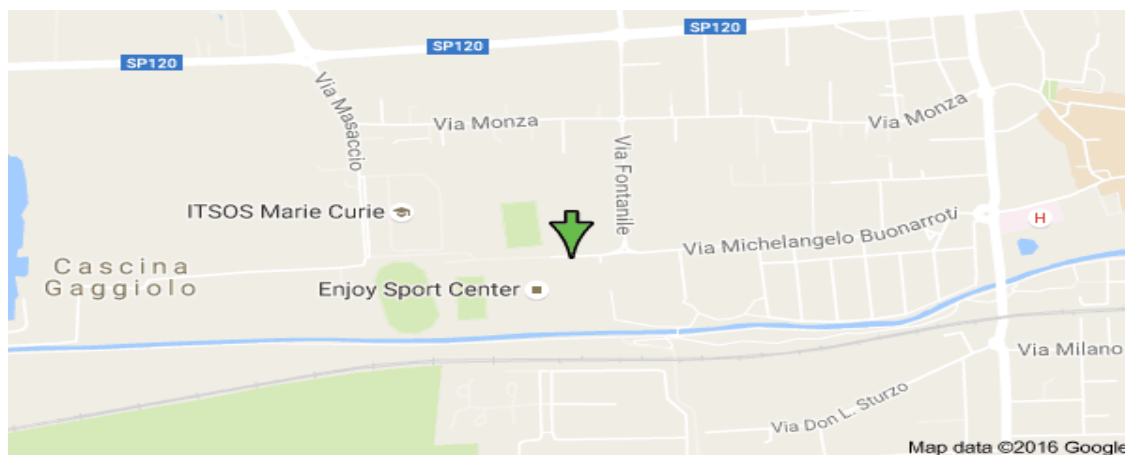 SP120
SP120
SP120
Via Masaccio
Via Monza
Via Monza
Via Fontanile
ITSOS Marie Curie
Via Michelangelo Buonarroti
H
Cascina
Gaggiolo
Enjoy Sport Center
Via Milano
Via Don L. Sturzo
Map data ©2016 Google